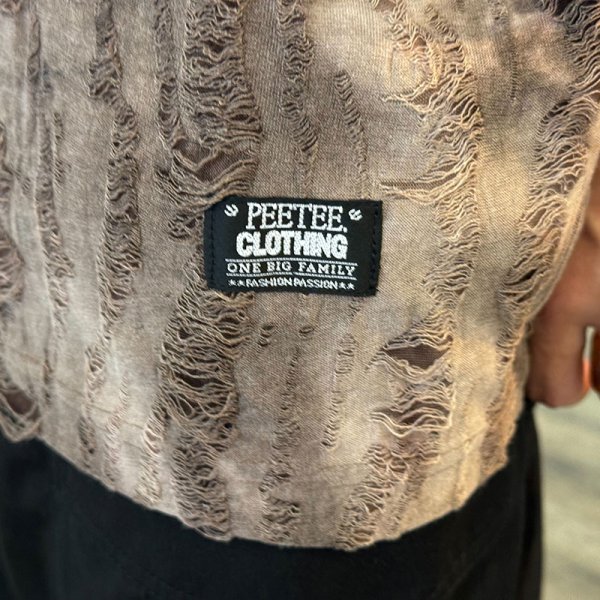 PEETEE.
CLOTHING
ONE BIG FAMILY
★★FASHION PASSION★★